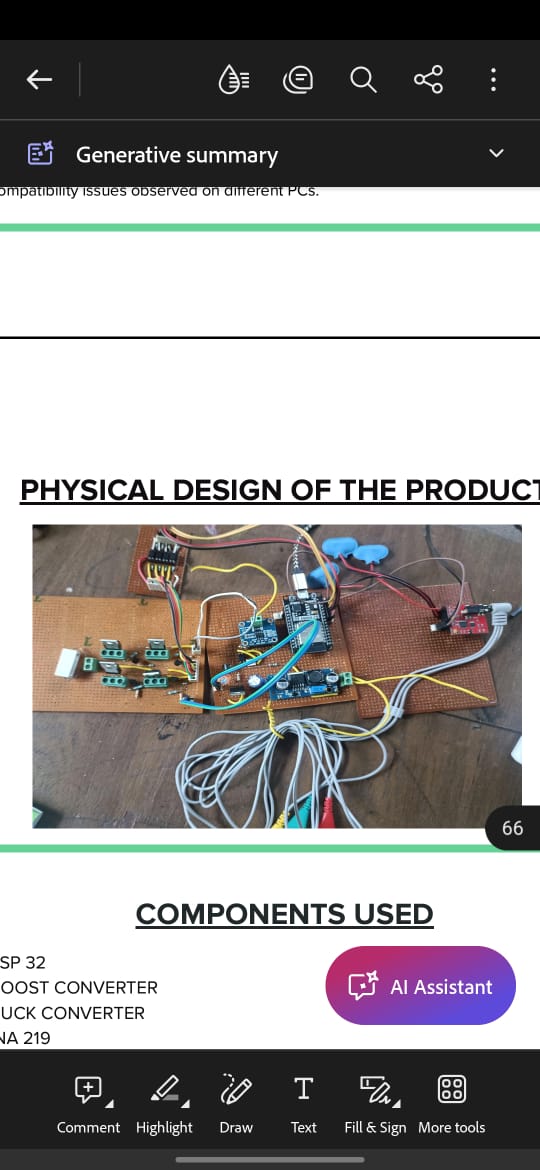 Generative summary
ompatibility issues observed on different PCs.
PHYSICAL DESIGN OF THE PRODUCT
66
COMPONENTS USED
SP 32
OOST CONVERTER
UCK CONVERTER
NA 219
AI Assistant
Comment Highlight Draw Text Fill & Sign More tools